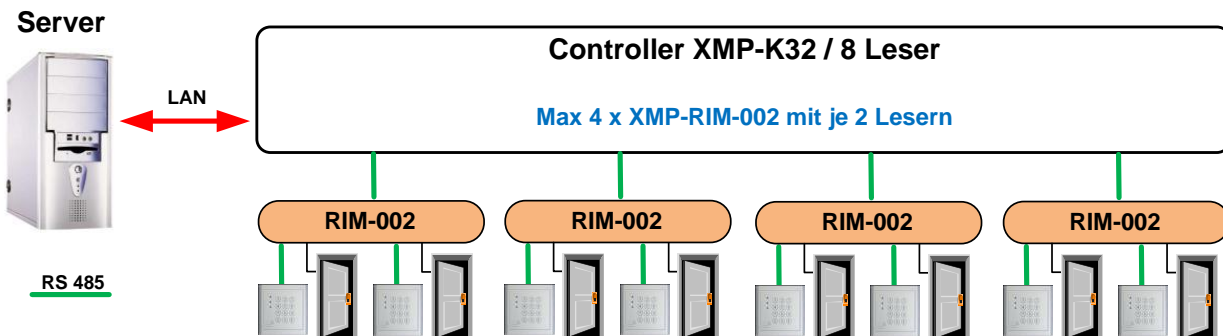 Server
Controller XMP-K32 / 8 Leser
LAN
Max 4 x XMP-RIM-002 mit je 2 Lesern
RIM-002
RIM-002
RIM-002
RIM-002
RS 485